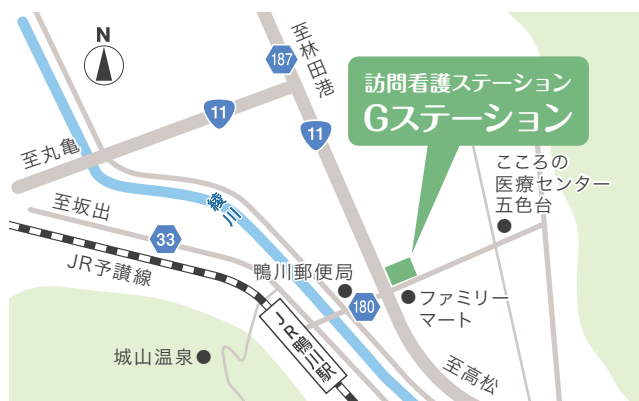 N
至林田港
187
訪問看護ステーション
Gステーション
11
11
至丸亀
こころの
医療センター
五色台
至坂出
綾川
33
JR予讃線
鴨川郵便局
180
ファミリー
マート
JR鴨川駅
城山温泉
至高松